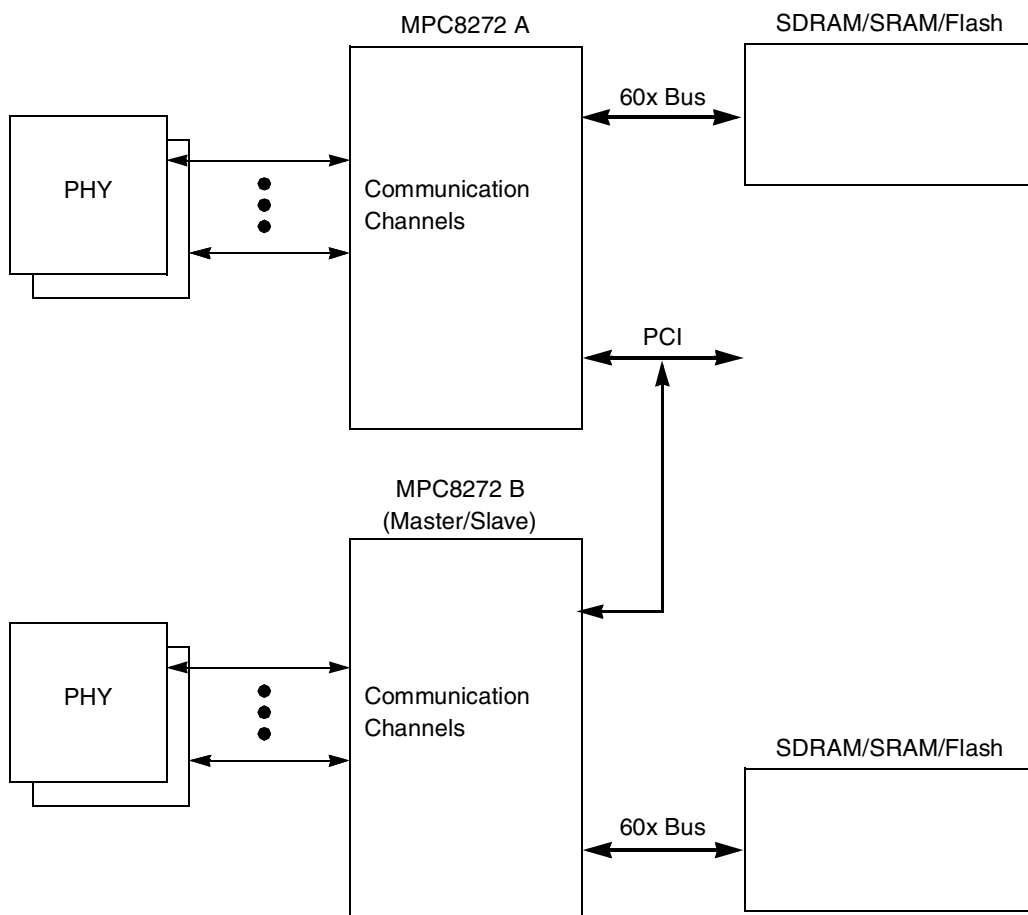 MPC8272 A
SDRAM/SRAM/Flash
60x Bus
PHY
Communication
Channels
PCI
MPC8272 B
(Master/Slave)
PHY
Communication
Channels
SDRAM/SRAM/Flash
60x Bus